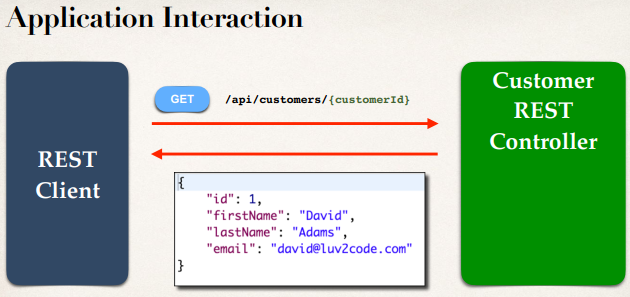 Application Interaction
GET /api/customers/{customerId}
REST
Client
Customer
REST
Controller
{
    "id": 1,
    "firstName": "David",
    "lastName": "Adams",
    "email": "david@luv2code.com"
}